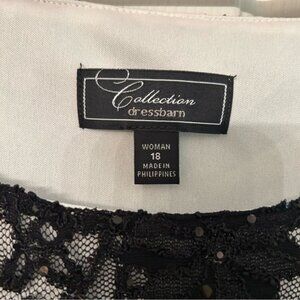 Collection
dressbarn
WOMAN
18
MADE IN
PHILIPPINES